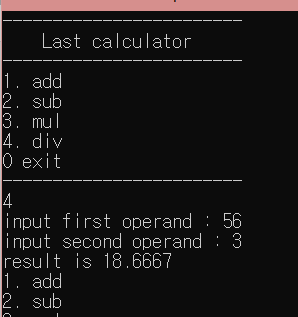 ------------------------
Last calculator
------------------------
1. add
2. sub
3. mul
4. div
0 exit
------------------------
4
input first operand : 56
input second operand : 3
result is 18.6667
1. add
2. sub